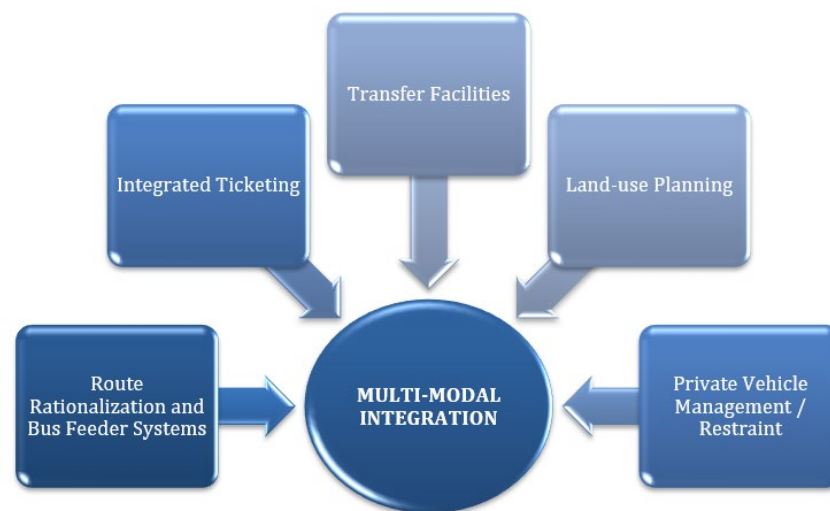 Transfer Facilities
Integrated Ticketing
Land-use Planning
Route
Rationalization and
Bus Feeder Systems
MULTI-MODAL
INTEGRATION
Private Vehicle
Management /
Restraint